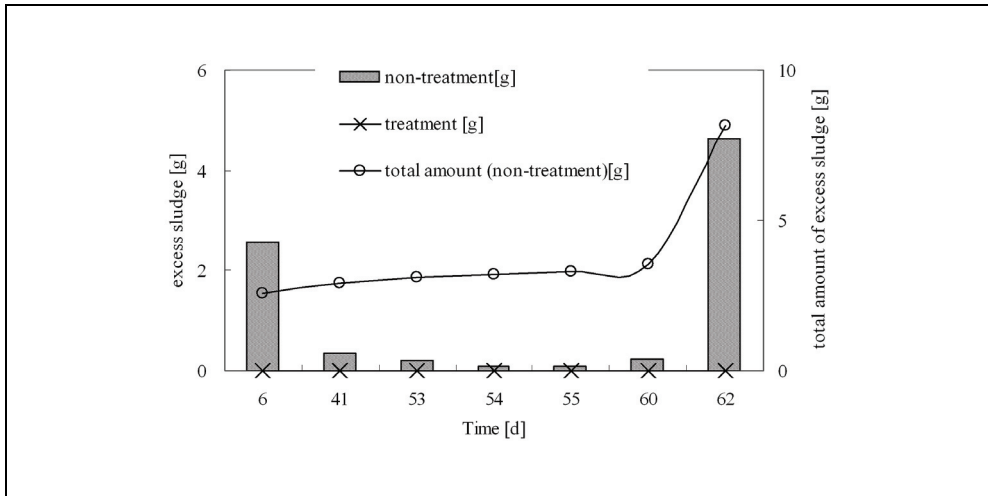 6
10
non-treatment[g]
treatment [g]
total amount (non-treatment)[g]
4
5
2
0
0
excess sludge [g]
total amount of excess sludge [g]
6 41 53 54 55 60 62
Time [d]